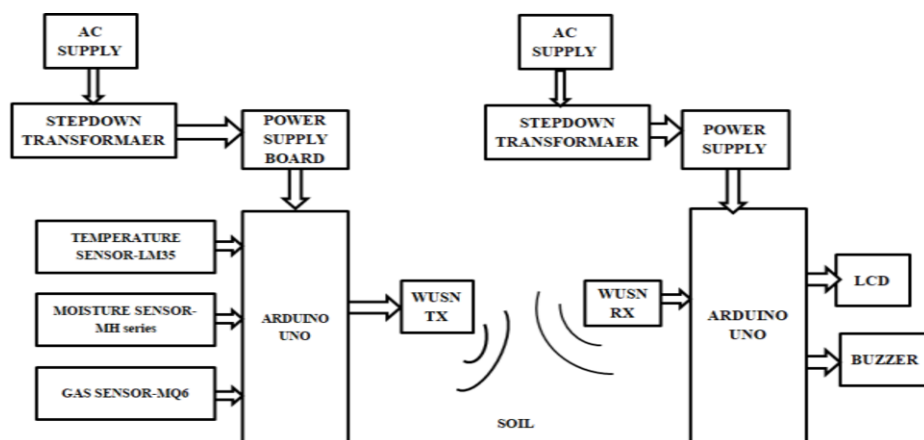 AC
SUPPLY
AC
SUPPLY
STEPDOWN
TRANSFORMAER
POWER
SUPPLY
BOARD
STEPDOWN
TRANSFORMAER
POWER
SUPPLY
TEMPERATURE
SENSOR-LM35
MOISTURE SENSOR-
MH series
GAS SENSOR-MQ6
ARDUINO
UNO
WUSN
TX
WUSN
RX
ARDUINO
UNO
LCD
BUZZER
SOIL